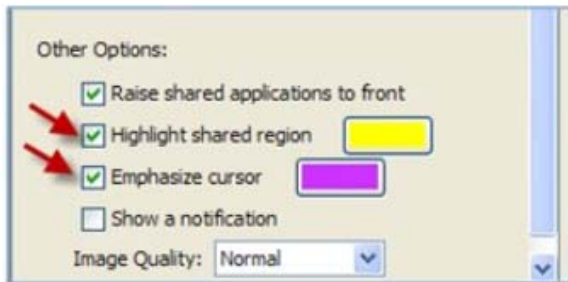 Other Options:
Raise shared applications to front
Highlight shared region
Emphasize cursor
Show a notification
Image Quality: Normal